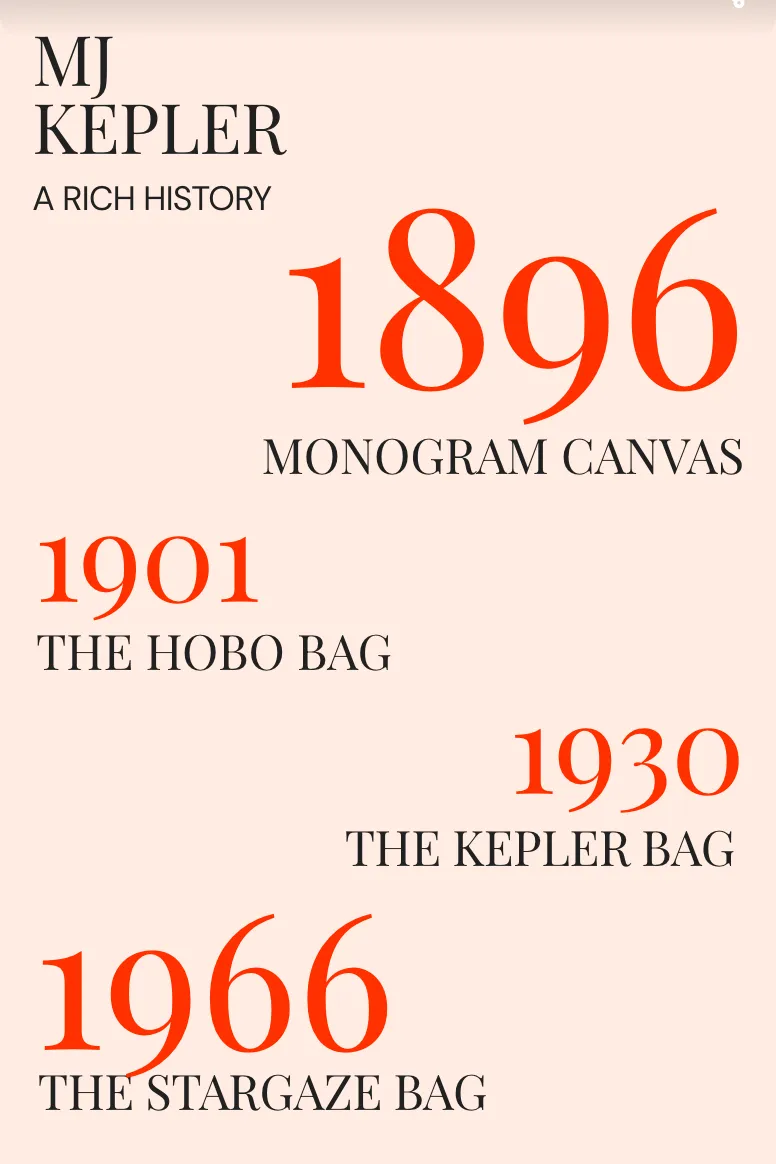 MJ
KEPLER
A RICH HISTORY
1896
MONOGRAM CANVAS
1901
THE HOBO BAG
1930
THE KEPLER BAG
1966
THE STARGAZE BAG